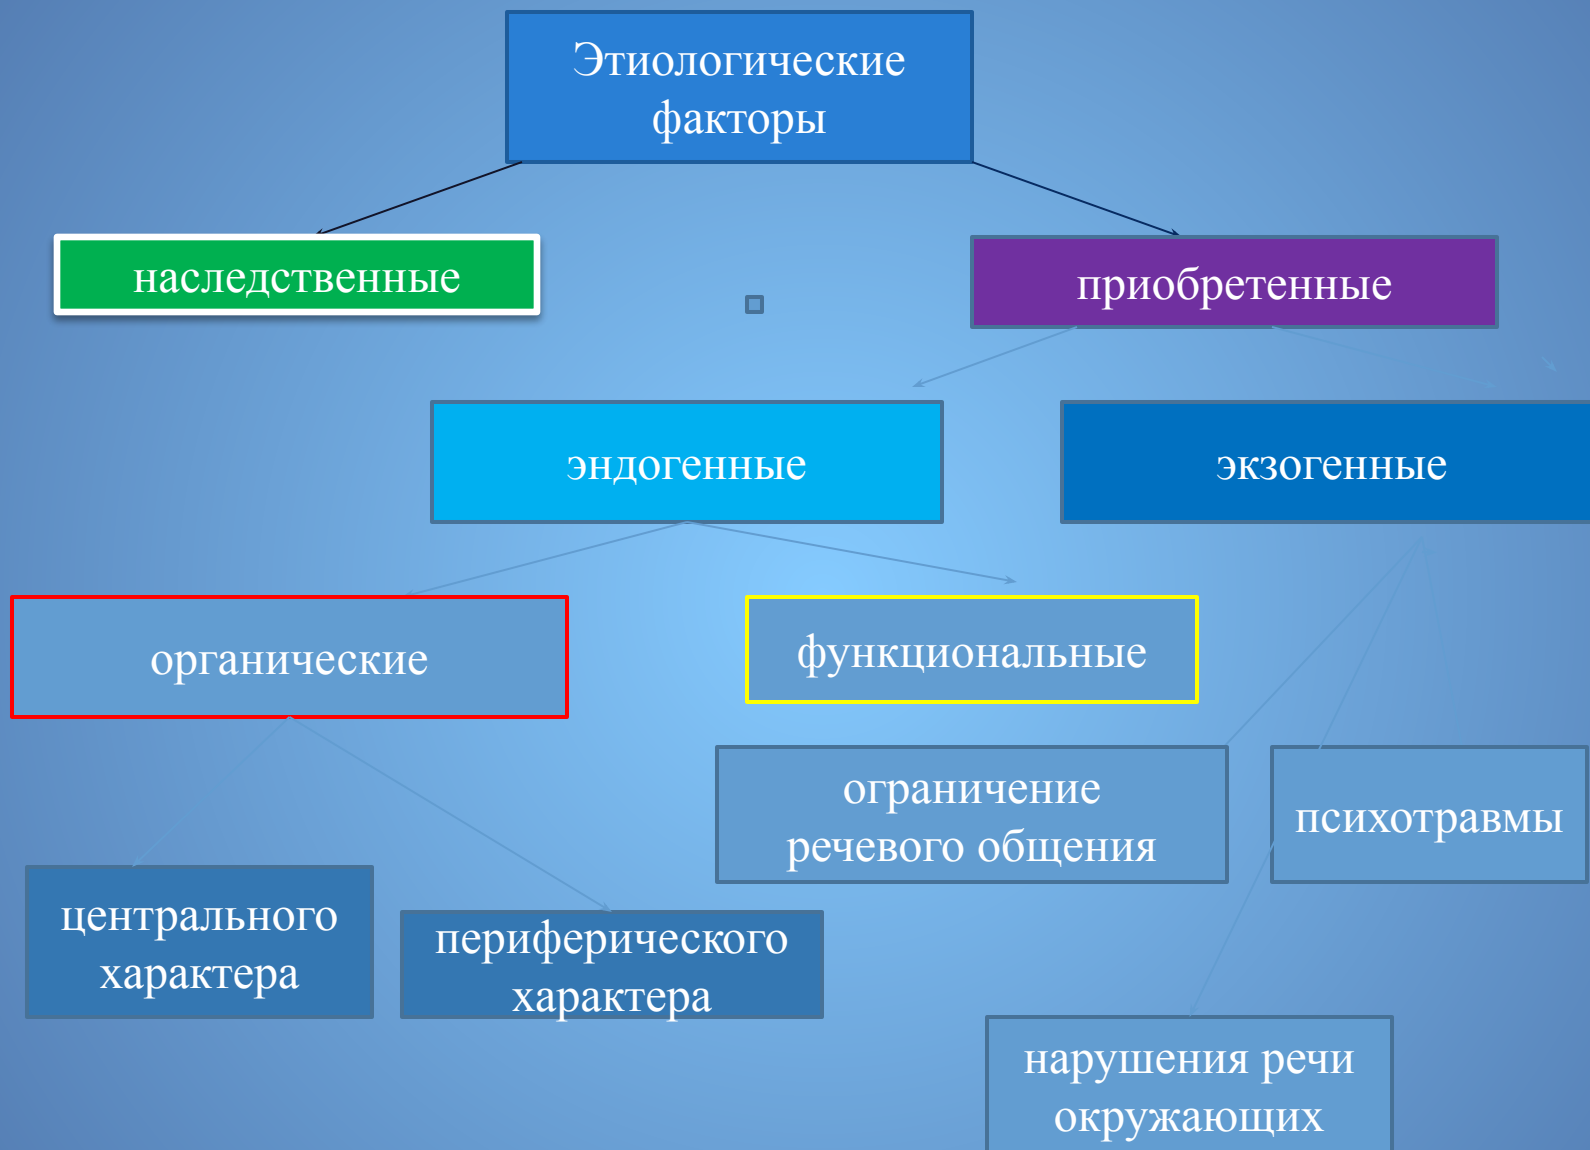 Этиологические
факторы
наследственные
приобретенные
эндогенные
экзогенные
органические
функциональные
ограничение
речевого общения
психотравмы
центрального
характера
периферического
характера
нарушения речи
окружающих